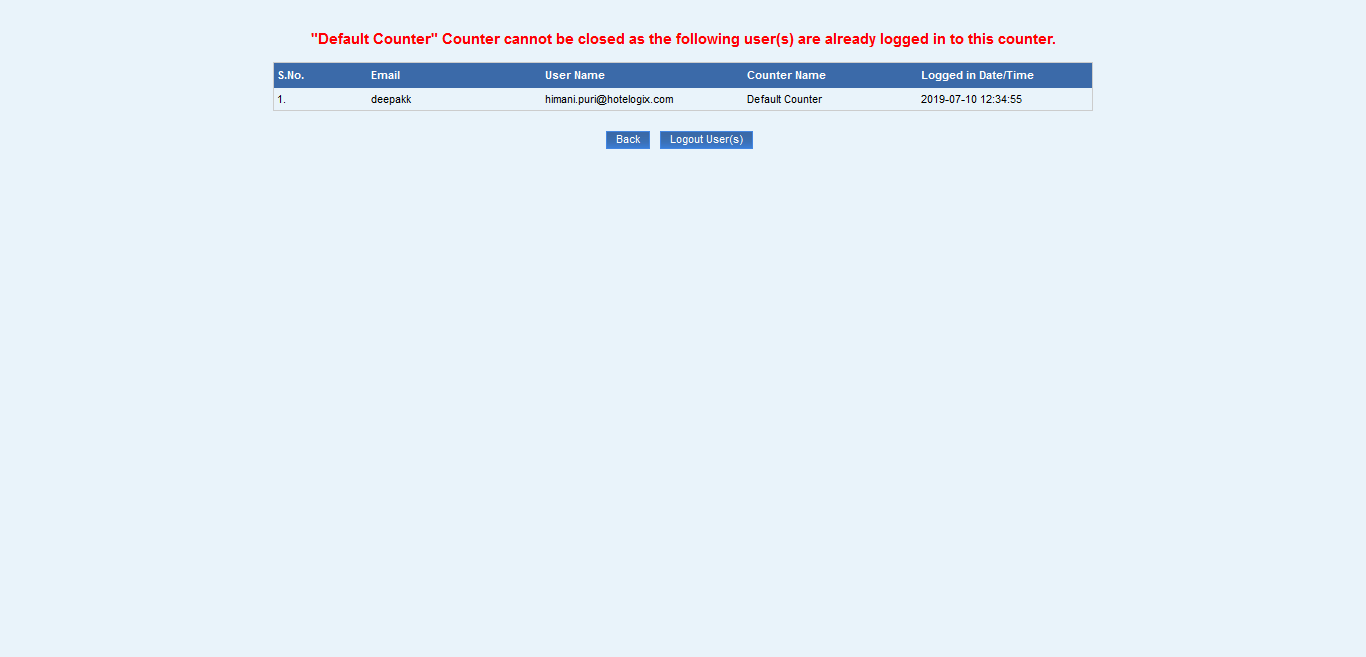 "Default Counter" Counter cannot be closed as the following user(s) are already logged in to this counter.
S.No. Email User Name Counter Name Logged in Date/Time
1. deepakk himani.puri@hotelogix.com Default Counter 2019-07-10 12:34:55
Back Logout User(s)